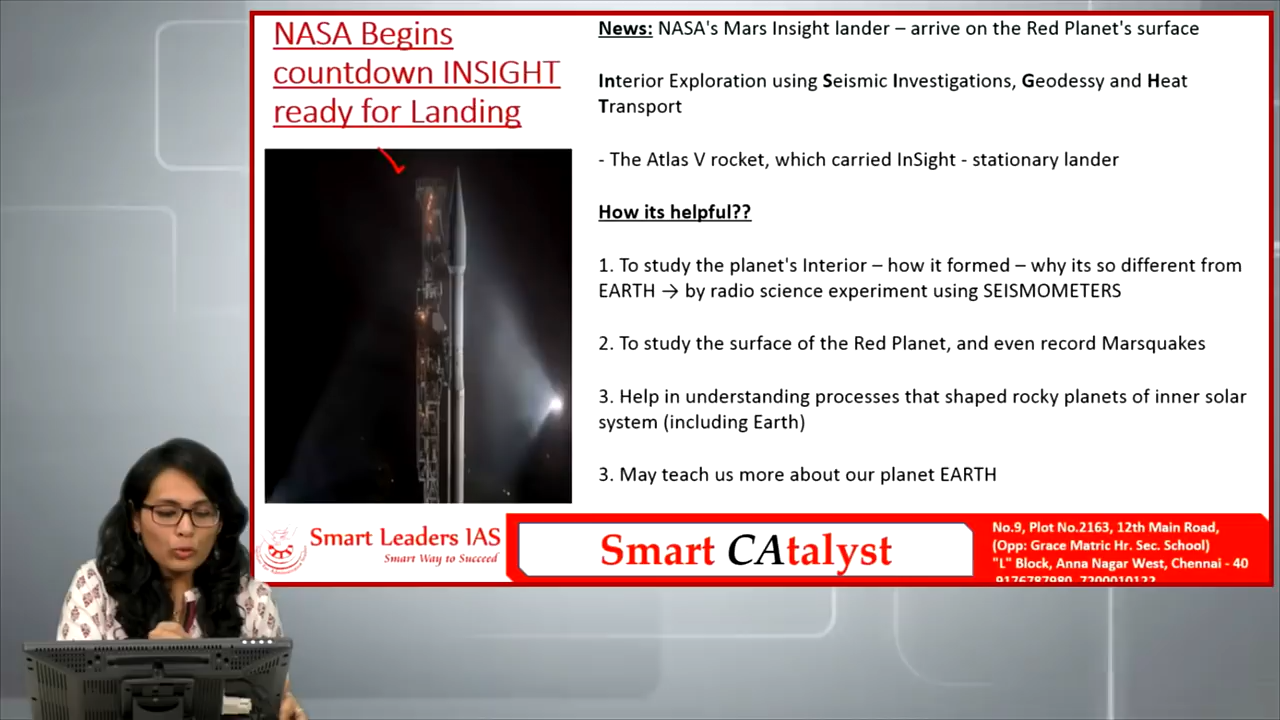 NASA Begins
countdown INSIGHT
ready for Landing
News: NASA's Mars Insight lander – arrive on the Red Planet's surface
Interior Exploration using Seismic Investigations, Geodessy and Heat
Transport
- The Atlas V rocket, which carried InSight - stationary lander
How its helpful??
1. To study the planet's Interior – how it formed – why its so different from
EARTH → by radio science experiment using SEISMOMETERS
2. To study the surface of the Red Planet, and even record Marsquakes
3. Help in understanding processes that shaped rocky planets of inner solar
system (including Earth)
3. May teach us more about our planet EARTH
Smart Leaders IAS
Smart Way to Succeed
Smart CAtalyst
No.9, Plot No.2163, 12th Main Road,
(Opp: Grace Matric Hr. Sec. School)
"L" Block, Anna Nagar West, Chennai - 40
9176787980, 7200010122